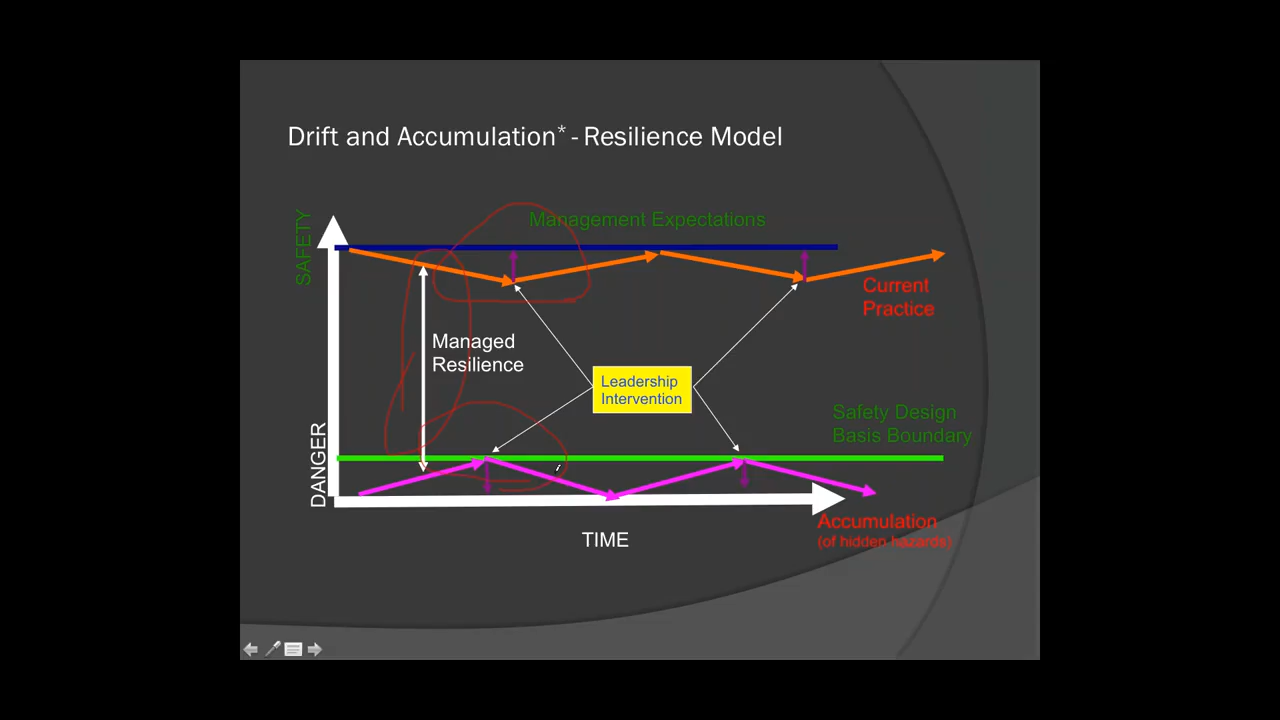 Drift and Accumulation* - Resilience Model
SAFETY
Management Expectations
Current
Practice
Managed
Resilience
Leadership
Intervention
Safety Design
Basis Boundary
DANGER
Accumulation
(of hidden hazards)
TIME